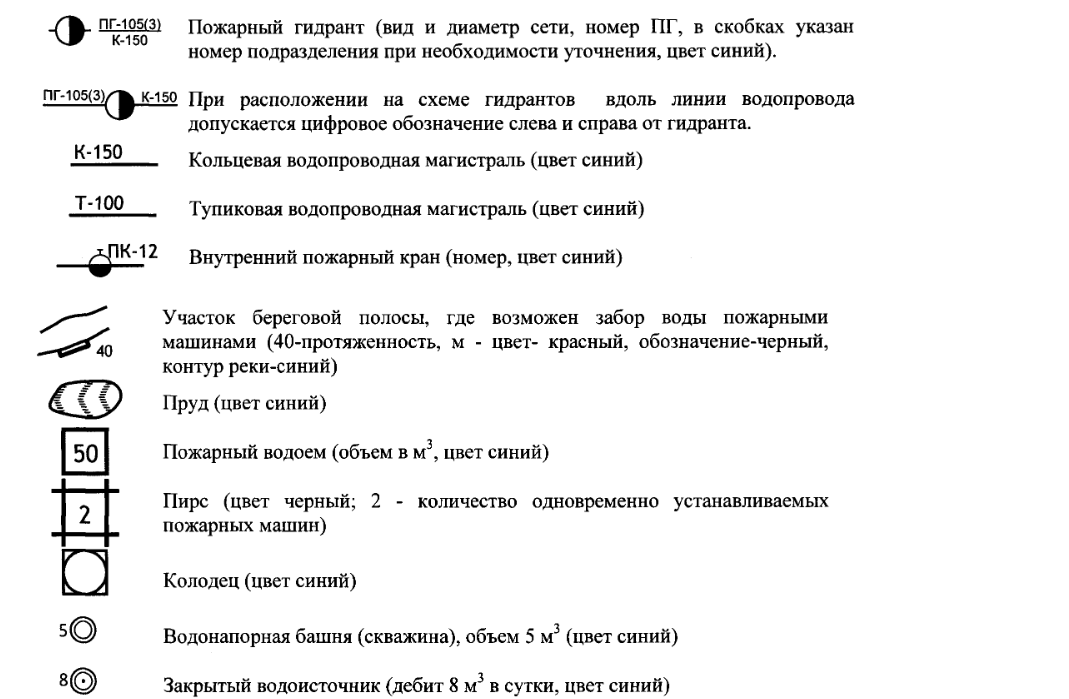 ПГ-105(3)
К-150
Пожарный гидрант (вид и диаметр сети, номер ПГ, в скобках указан
номер подразделения при необходимости уточнения, цвет синий).
ПГ-105(3) К-150 При расположении на схеме гидрантов вдоль линии водопровода
допускается цифровое обозначение слева и справа от гидранта.
К-150 Кольцевая водопроводная магистраль (цвет синий)
Т-100 Тупиковая водопроводная магистраль (цвет синий)
ПК-12 Внутренний пожарный кран (номер, цвет синий)
Участок береговой полосы, где возможен забор воды пожарными
40 машинами (40-протяженность, м - цвет- красный, обозначение-черный,
контур реки-синий)
Пруд (цвет синий)
50 Пожарный водоем (объем в м³, цвет синий)
2 Пирс (цвет черный; 2 - количество одновременно устанавливаемых
пожарных машин)
Колодец (цвет синий)
5 Водонапорная башня (скважина), объем 5 м³ (цвет синий)
8 Закрытый водоисточник (дебит 8 м³ в сутки, цвет синий)